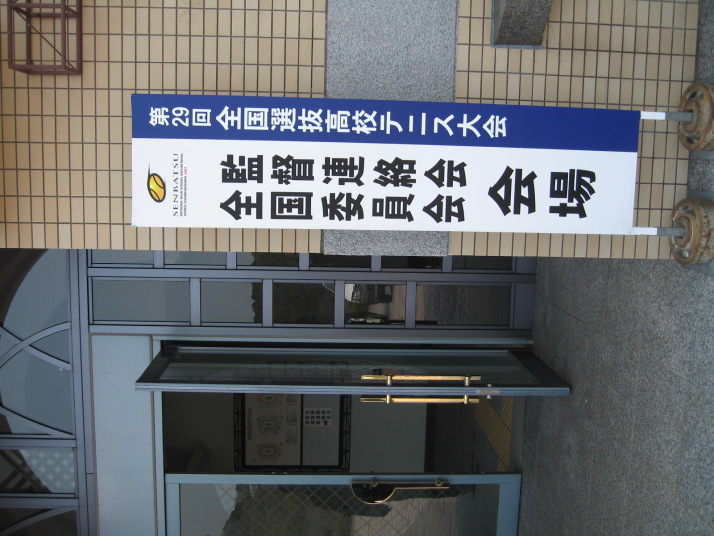 第29回 全国選抜高校テニス大会
監督連絡会
全国委員会
会場
SENBATSU
INFORMATION